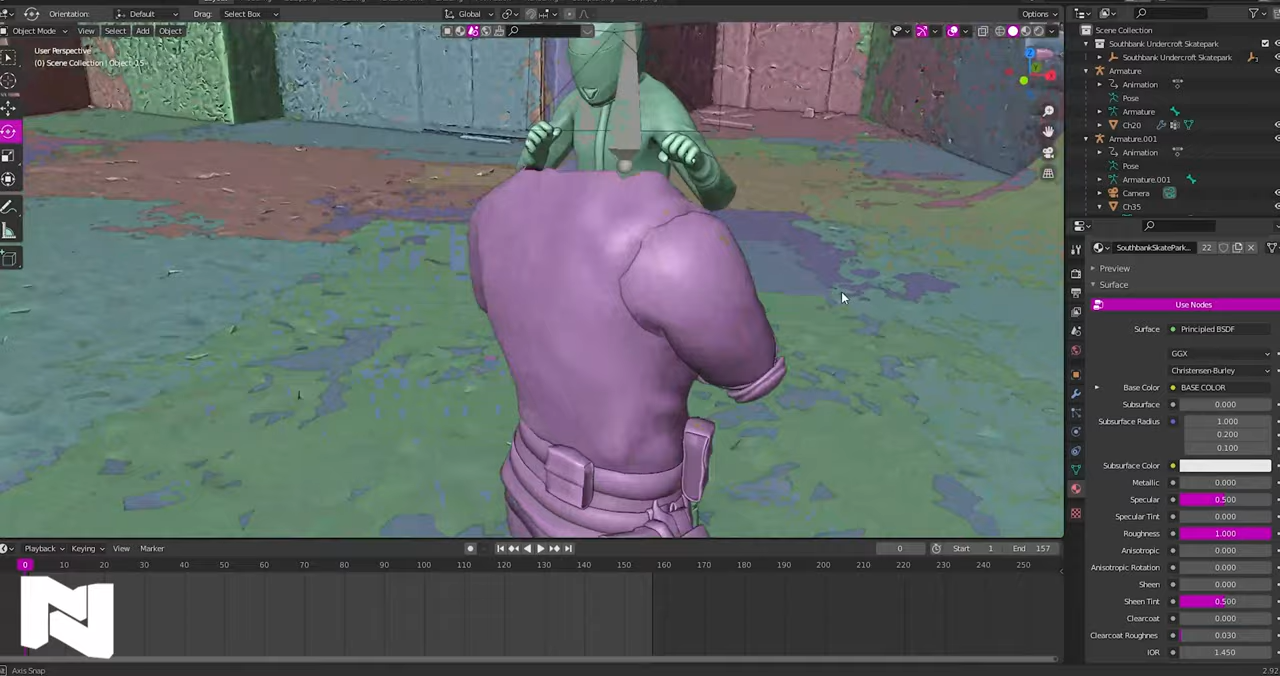 Orientation: Default Drag: Select Box Global Options
Object Mode View Select Add Object
User Perspective
(0) Scene Collection | Object-15
Scene Collection
Southbank Undercroft Skatepark
Southbank Undercroft Skatepark
Armature
Animation
Pose
Armature
Ch20
Armature.001
Animation
Pose
Armature.001
Camera
Ch35
SouthbankSkatePark... 22
Preview
Surface
Use Nodes
Surface Principled BSDF
GGX
Christensen-Burley
Base Color BASE COLOR
Subsurface 0.000
Subsurface Radius 1.000
0.200
0.100
Subsurface Color
Metallic 0.000
Specular 0.500
Specular Tint 0.000
Roughness 1.000
Anisotropic 0.000
Anisotropic Rotation 0.000
Sheen 0.000
Sheen Tint 0.500
Clearcoat 0.000
Clearcoat Roughnes 0.030
IOR 1.450
Playback Keying View Marker 0 Start 1 End 157
0 10 20 30 40 50 60 70 80 90 100 110 120 130 140 150 160 170 180 190 200 210 220 230 240 250
N
Axis Snap 2.92